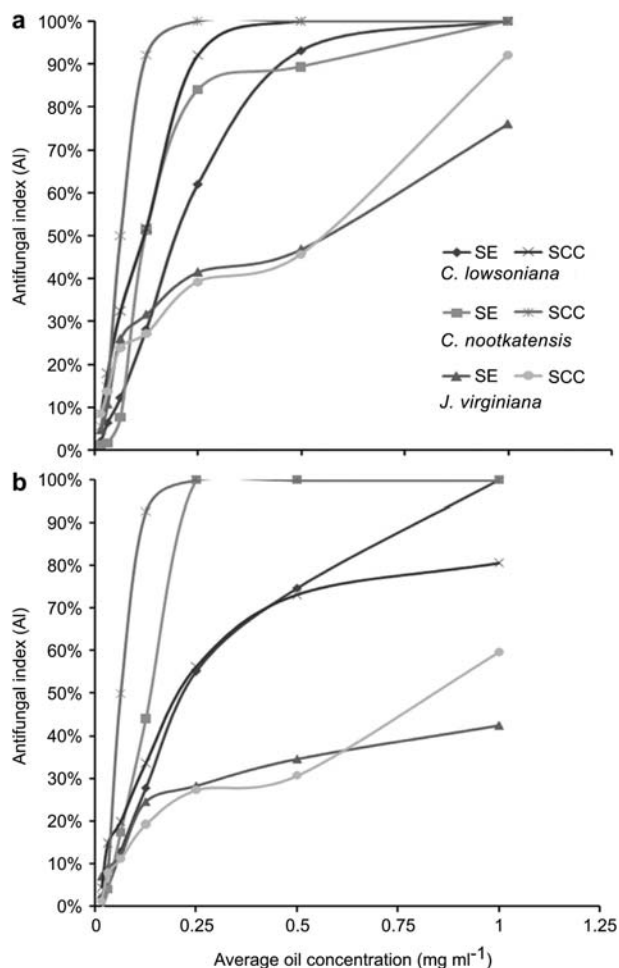 a
100%
90%
80%
70%
60%
50%
40%
30%
20%
10%
0%
Antifungal index (AI)
SE SCC
C. lowsoniana
SE SCC
C. nootkatensis
SE SCC
J. virginiana
b
100%
90%
80%
70%
60%
50%
40%
30%
20%
10%
0%
Antifungal index (AI)
0 0.25 0.5 0.75 1 1.25
Average oil concentration (mg ml⁻¹)